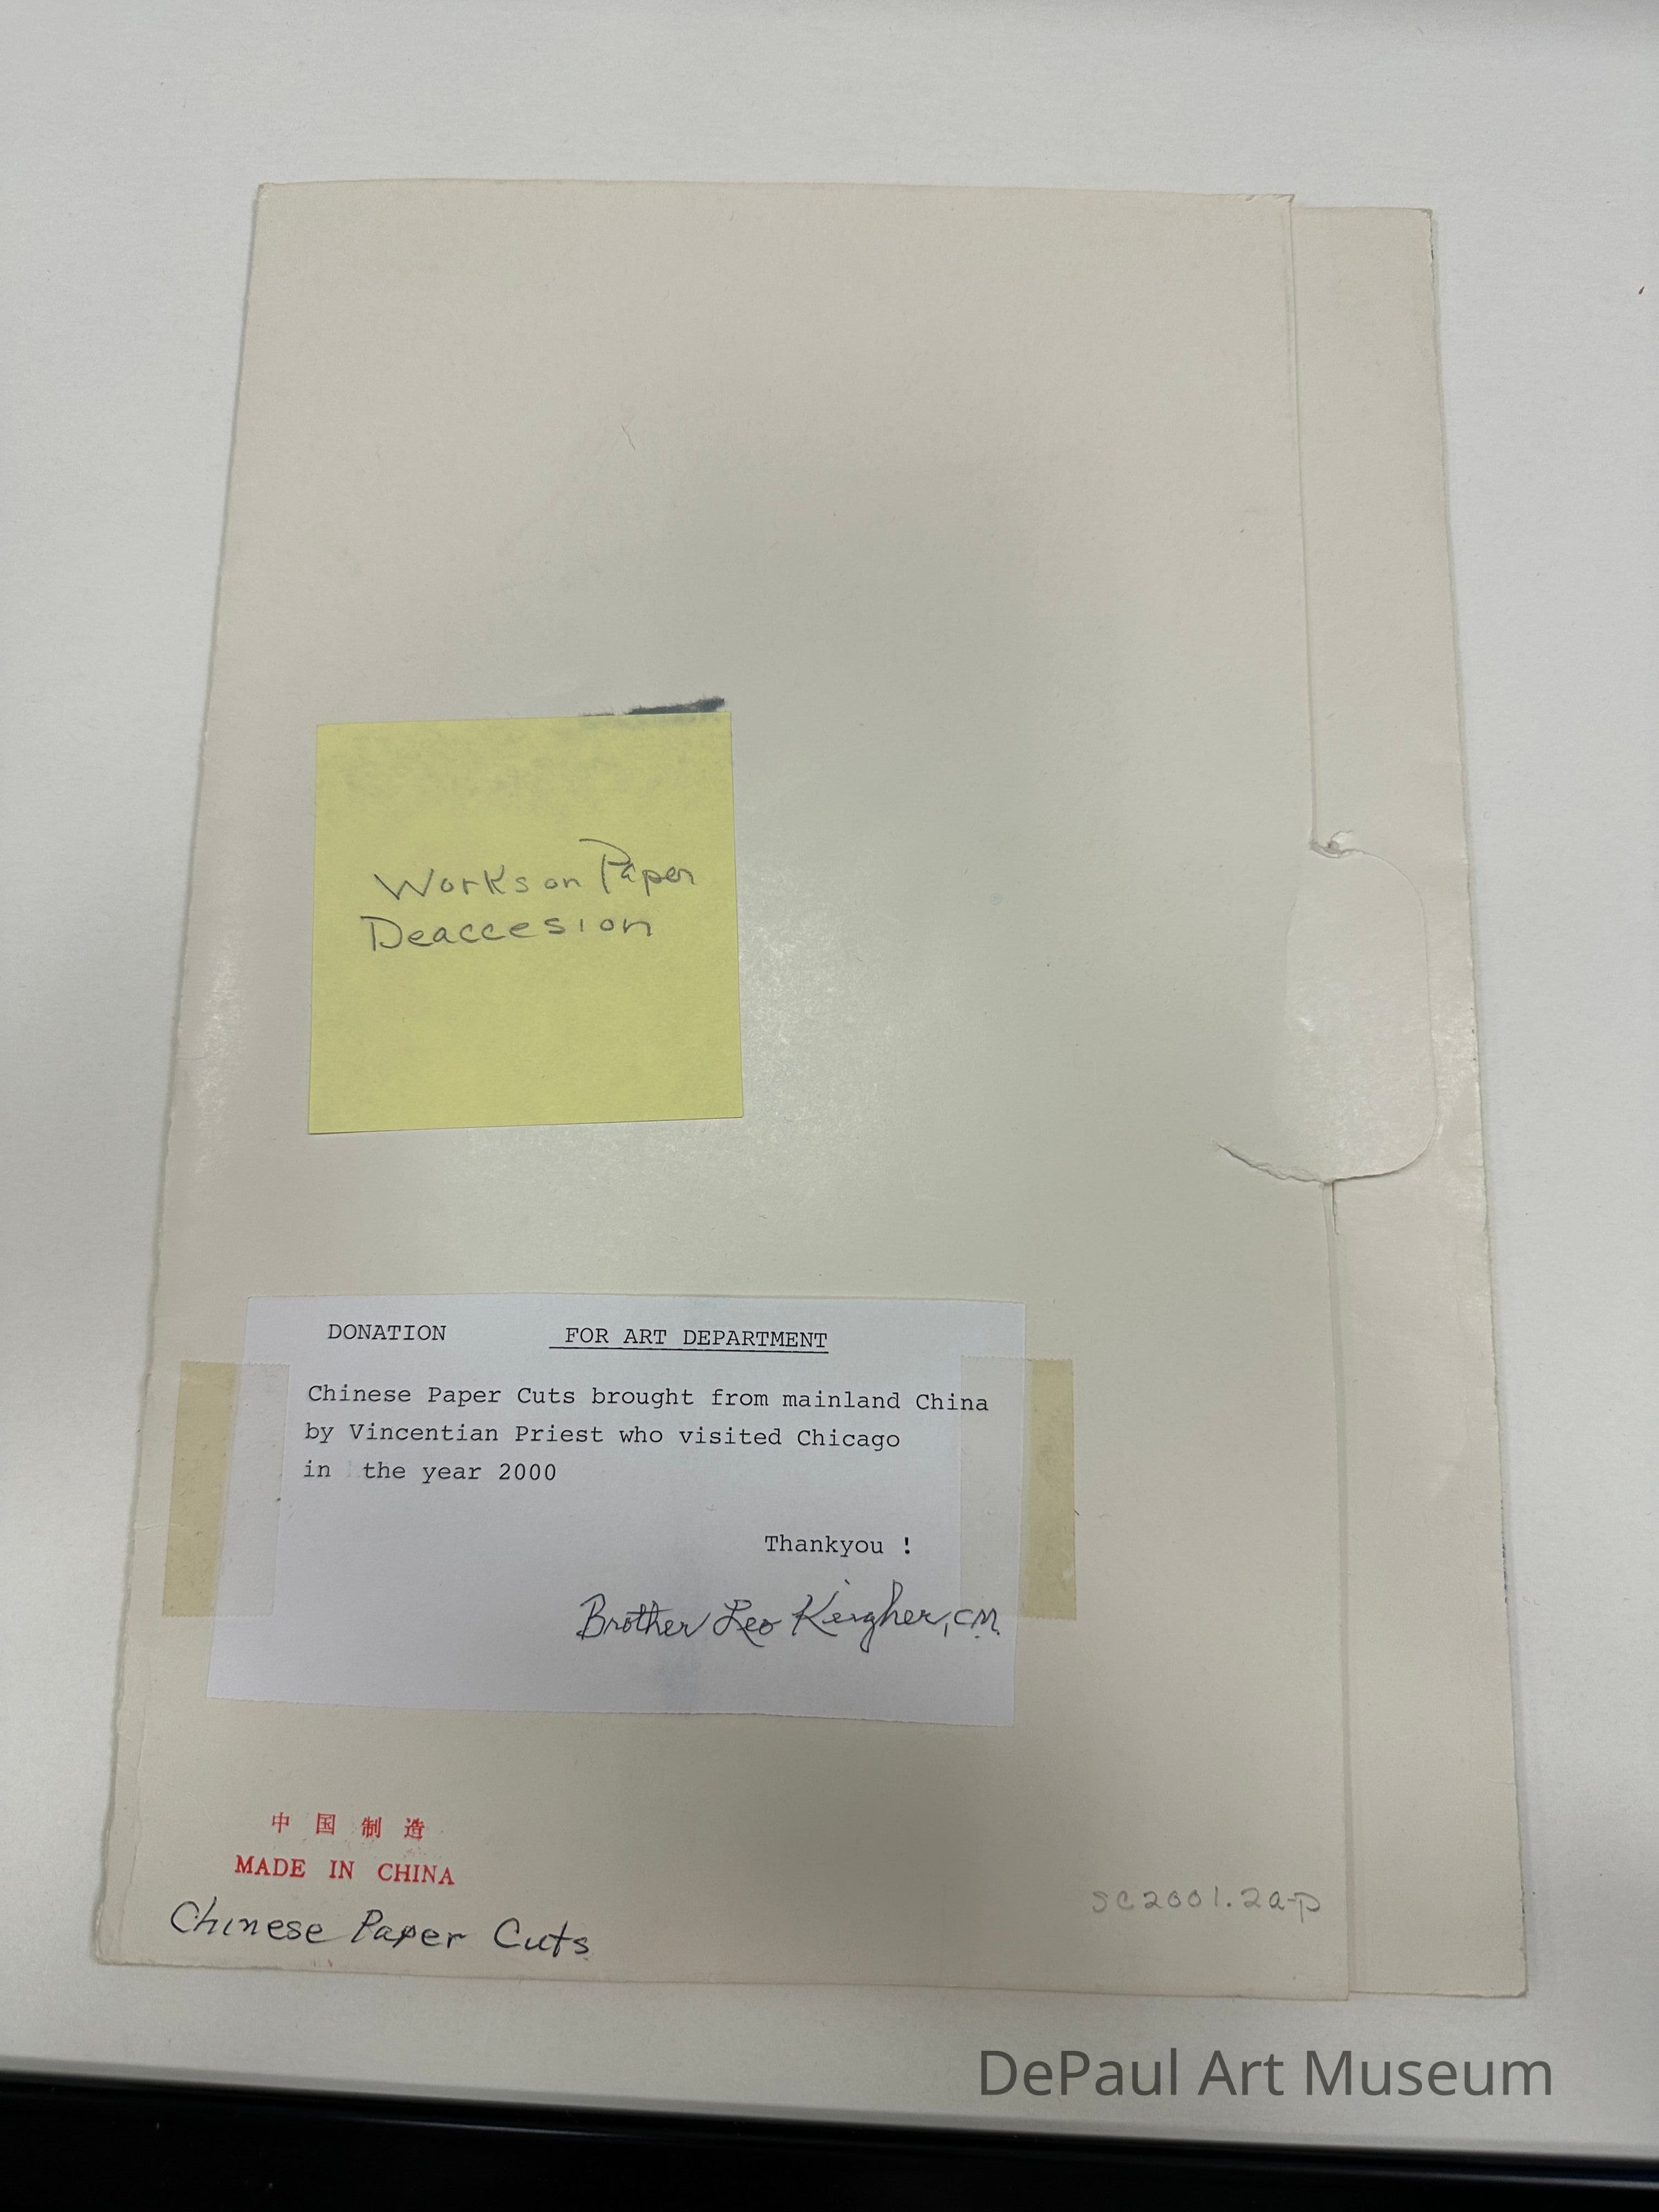 Works on Paper
Deaccesion
DONATION FOR ART DEPARTMENT
Chinese Paper Cuts brought from mainland China
by Vincentian Priest who visited Chicago
in the year 2000
Thankyou !
Brother Leo Keigher, CM.
中国制造
MADE IN CHINA
Chinese Paper Cuts
SC2001.2a-p
DePaul Art Museum